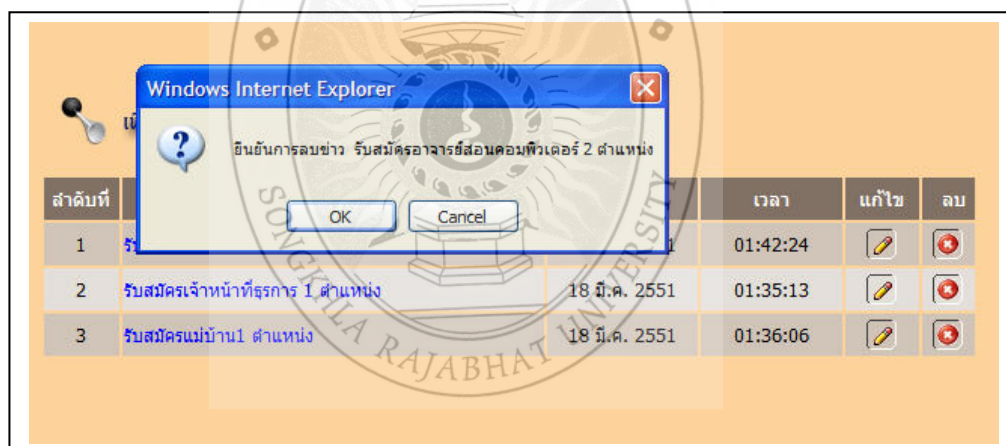 Windows Internet Explorer
ยืนยันการลบข่าว รับสมัครอาจารย์สอนคอมพิวเตอร์ 2 ตำแหน่ง
OK Cancel
ลำดับที่ เวลา แก้ไข ลบ
1 01:42:24
2 รับสมัครเจ้าหน้าที่ธุรการ 1 ตำแหน่ง 18 มี.ค. 2551 01:35:13
3 รับสมัครแม่บ้าน1 ตำแหน่ง 18 มี.ค. 2551 01:36:06
SONGKHLA RAJABHAT UNIVERSITY